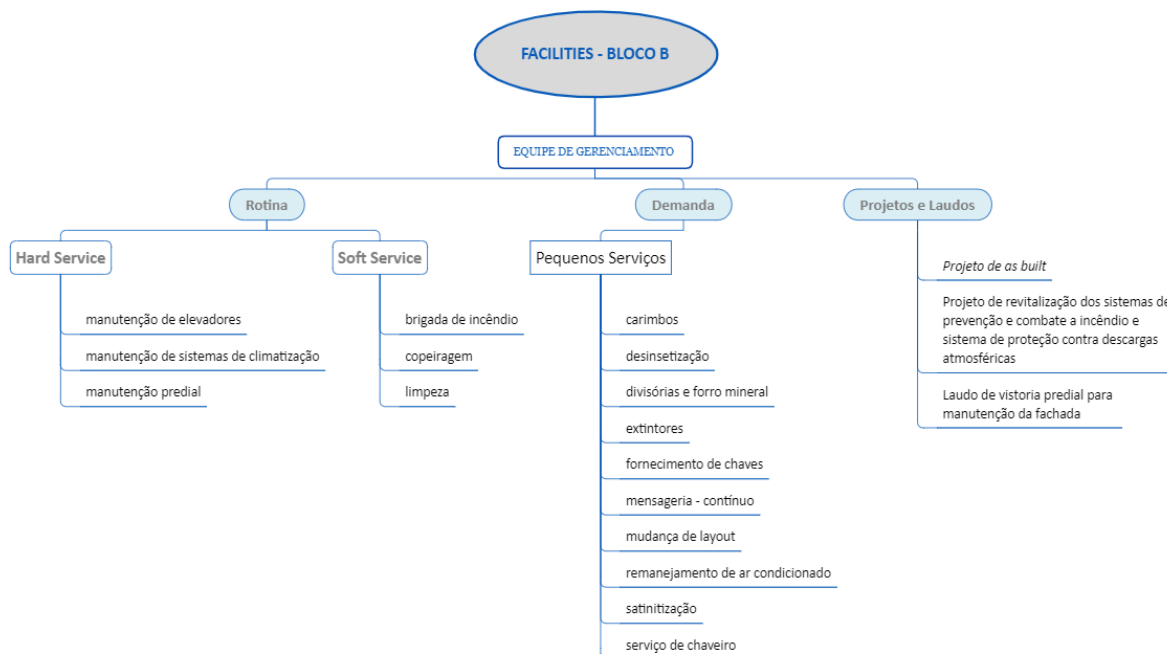 FACILITIES - BLOCO B
EQUIPE DE GERENCIAMENTO
Rotina
Demanda
Projetos e Laudos
Hard Service
Soft Service
Pequenos Serviços
manutenção de elevadores
manutenção de sistemas de climatização
manutenção predial
brigada de incêndio
copeiragem
limpeza
carimbos
desinsetização
divisórias e forro mineral
extintores
fornecimento de chaves
mensageria - contínuo
mudança de layout
remanejamento de ar condicionado
satinitização
serviço de chaveiro
Projeto de as built
Projeto de revitalização dos sistemas de
prevenção e combate a incêndio e
sistema de proteção contra descargas
atmosféricas
Laudo de vistoria predial para
manutenção da fachada